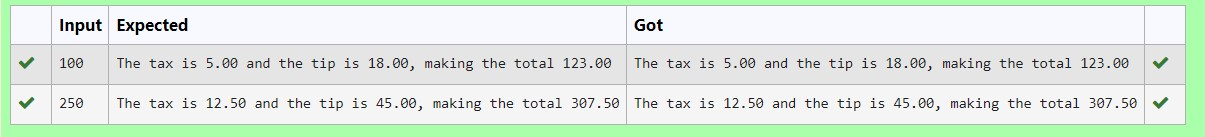 Input Expected Got
100 The tax is 5.00 and the tip is 18.00, making the total 123.00 The tax is 5.00 and the tip is 18.00, making the total 123.00
250 The tax is 12.50 and the tip is 45.00, making the total 307.50 The tax is 12.50 and the tip is 45.00, making the total 307.50